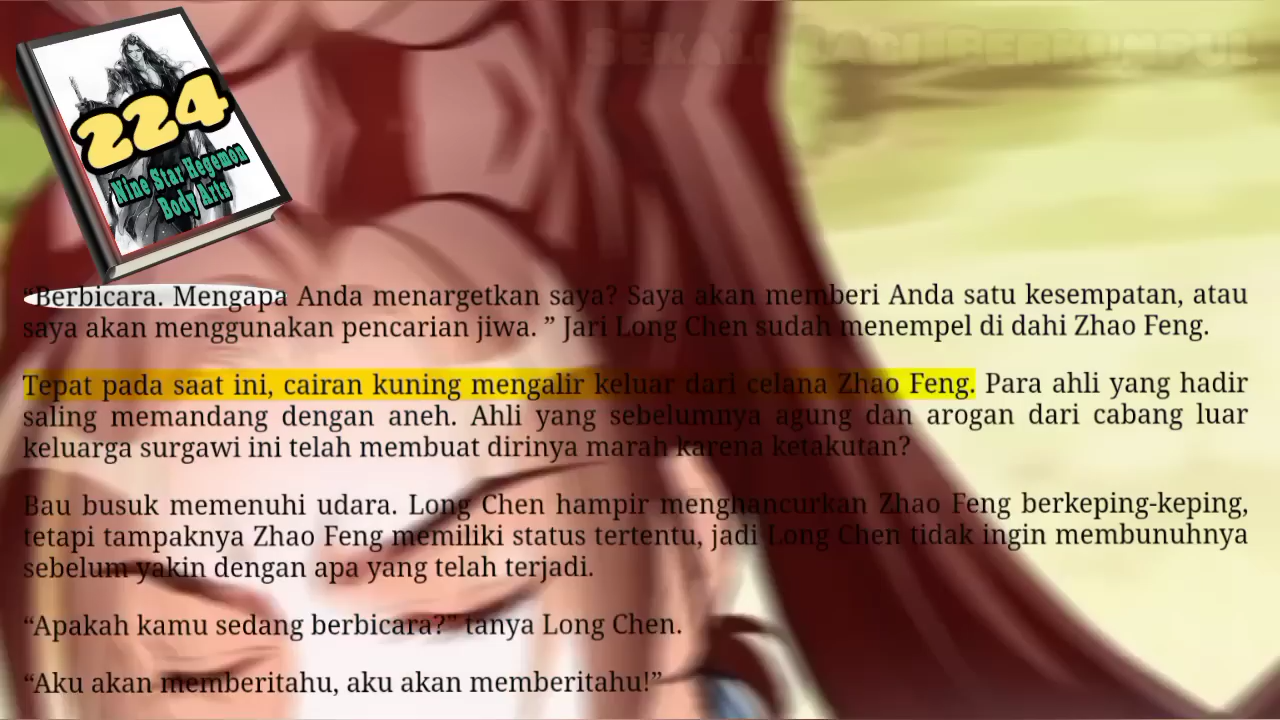 Sekali Lagi Berkumpul
224
Nine Star Hegemon
Body Arts
“Berbicara. Mengapa Anda menargetkan saya? Saya akan memberi Anda satu kesempatan, atau
saya akan menggunakan pencarian jiwa. ” Jari Long Chen sudah menempel di dahi Zhao Feng.
Tepat pada saat ini, cairan kuning mengalir keluar dari celana Zhao Feng. Para ahli yang hadir
saling memandang dengan aneh. Ahli yang sebelumnya agung dan arogan dari cabang luar
keluarga surgawi ini telah membuat dirinya marah karena ketakutan?
Bau busuk memenuhi udara. Long Chen hampir menghancurkan Zhao Feng berkeping-keping,
tetapi tampaknya Zhao Feng memiliki status tertentu, jadi Long Chen tidak ingin membunuhnya
sebelum yakin dengan apa yang telah terjadi.
“Apakah kamu sedang berbicara?” tanya Long Chen.
“Aku akan memberitahu, aku akan memberitahu!”